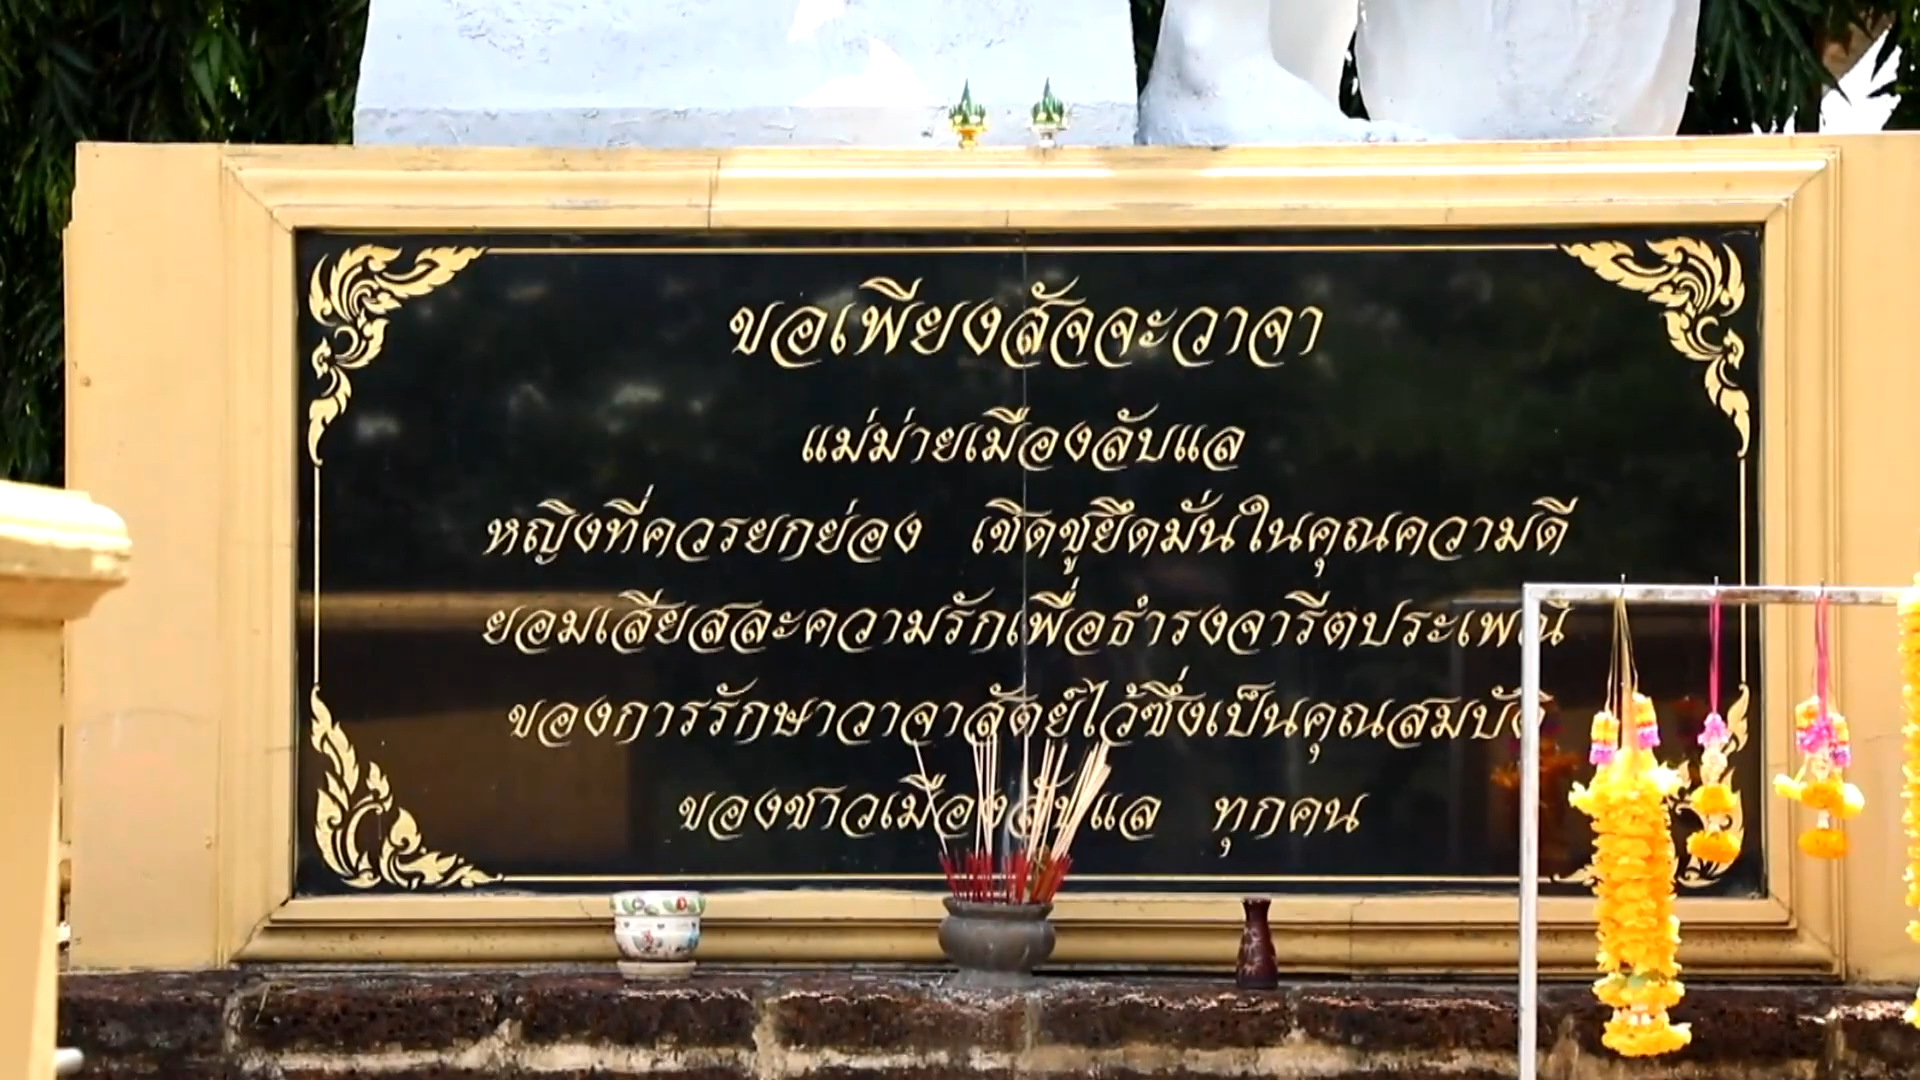 ขอเพียงสัจจะวาจา
แม่ม่ายเมืองลับแล
หญิงที่ควรยกย่อง เชิดชูยึดมั่นในคุณความดี
ยอมเสียสละความรักเพื่อธำรงจารีตประเพณี
ของการรักษาวาจาสัตย์ไว้ซึ่งเป็นคุณสมบัติ
ของชาวเมืองลับแล ทุกคน